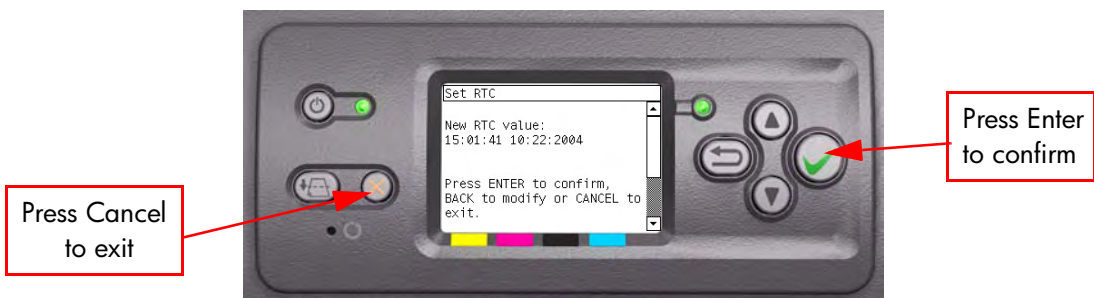 Set RTC
New RTC value:
15:01:41 10:22:2004
Press ENTER to confirm,
BACK to modify or CANCEL to
exit.
Press Enter
to confirm
Press Cancel
to exit